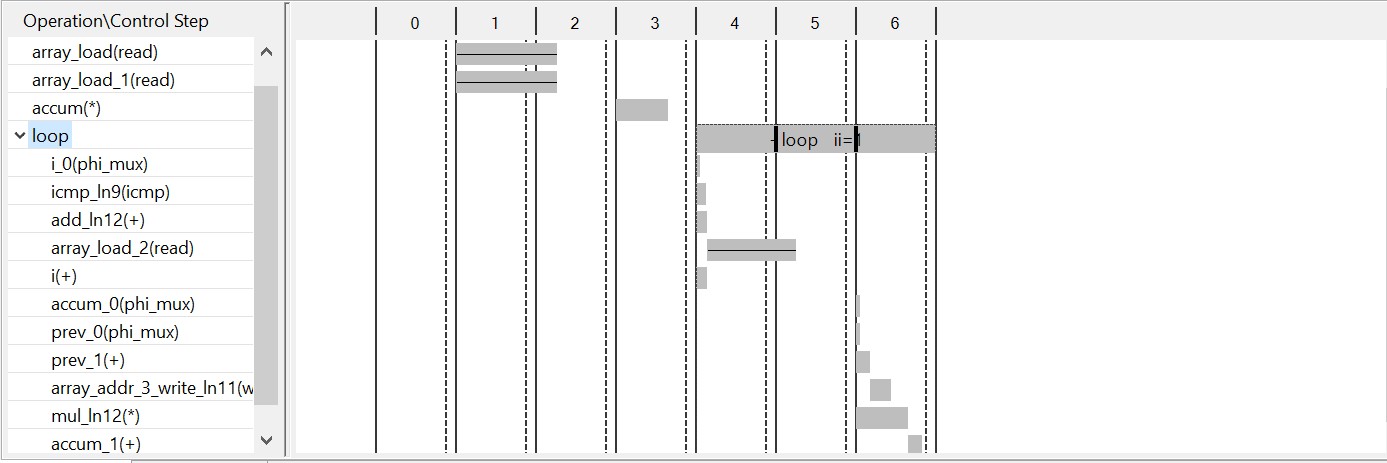 Operation\Control Step 0 1 2 3 4 5 6
array_load(read)
array_load_1(read)
accum(*)
loop loop ii=1
i_0(phi_mux)
icmp_ln9(icmp)
add_ln12(+)
array_load_2(read)
i(+)
accum_0(phi_mux)
prev_0(phi_mux)
prev_1(+)
array_addr_3_write_ln11(w
mul_ln12(*)
accum_1(+)